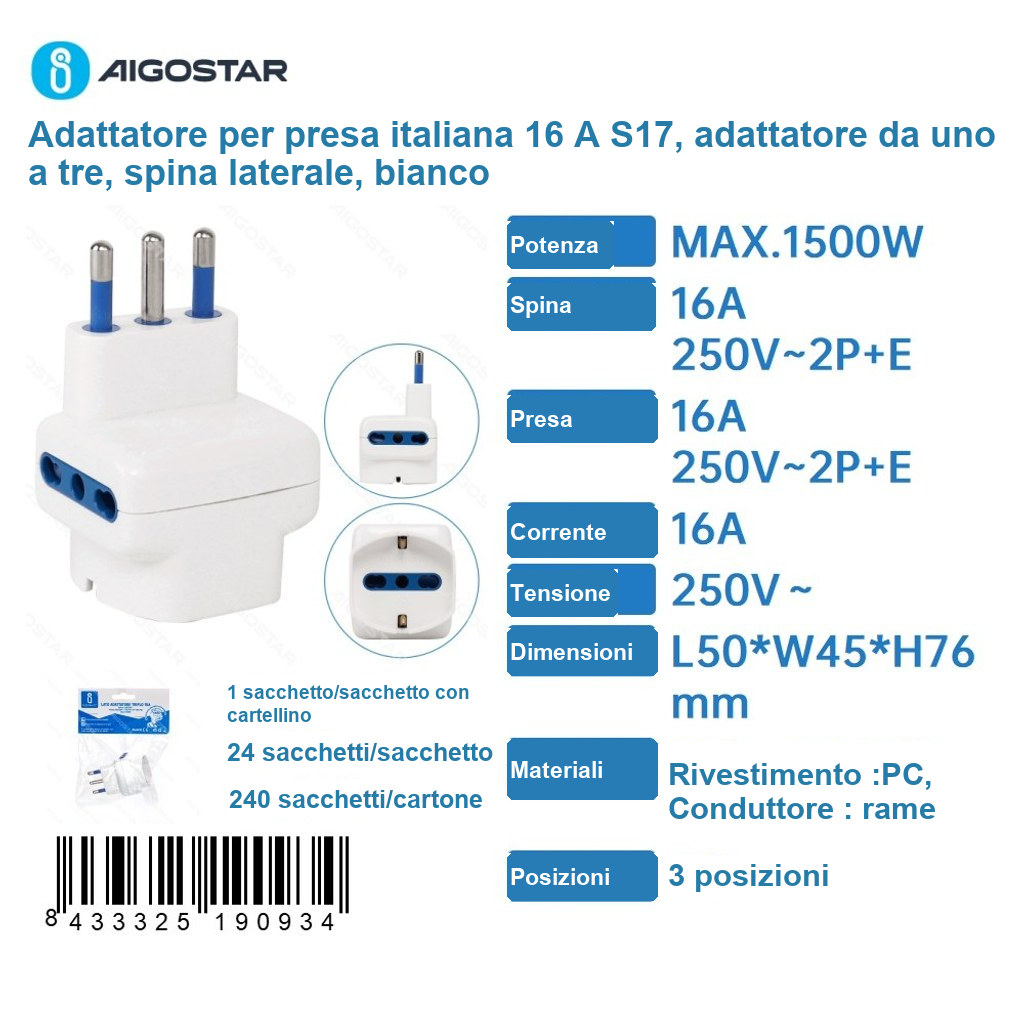 AIGOSTAR
Adattatore per presa italiana 16 A S17, adattatore da uno
a tre, spina laterale, bianco
Potenza
MAX.1500W
Spina
16A
250V~2P+E
Presa
16A
250V~2P+E
Corrente
16A
Tensione
250V~
Dimensioni
L50*W45*H76
mm
Materiali
Rivestimento :PC,
Conduttore : rame
Posizioni
3 posizioni
1 sacchetto/sacchetto con
cartellino
24 sacchetti/sacchetto
240 sacchetti/cartone
8 433325 190934